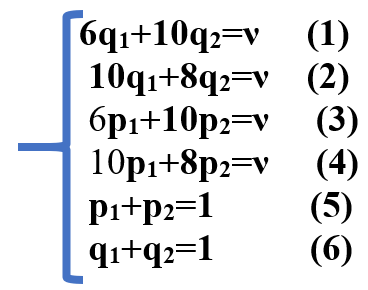 6q₁+10q₂=ν (1)
10q₁+8q₂=ν (2)
6p₁+10p₂=ν (3)
10p₁+8p₂=ν (4)
p₁+p₂=1 (5)
q₁+q₂=1 (6)